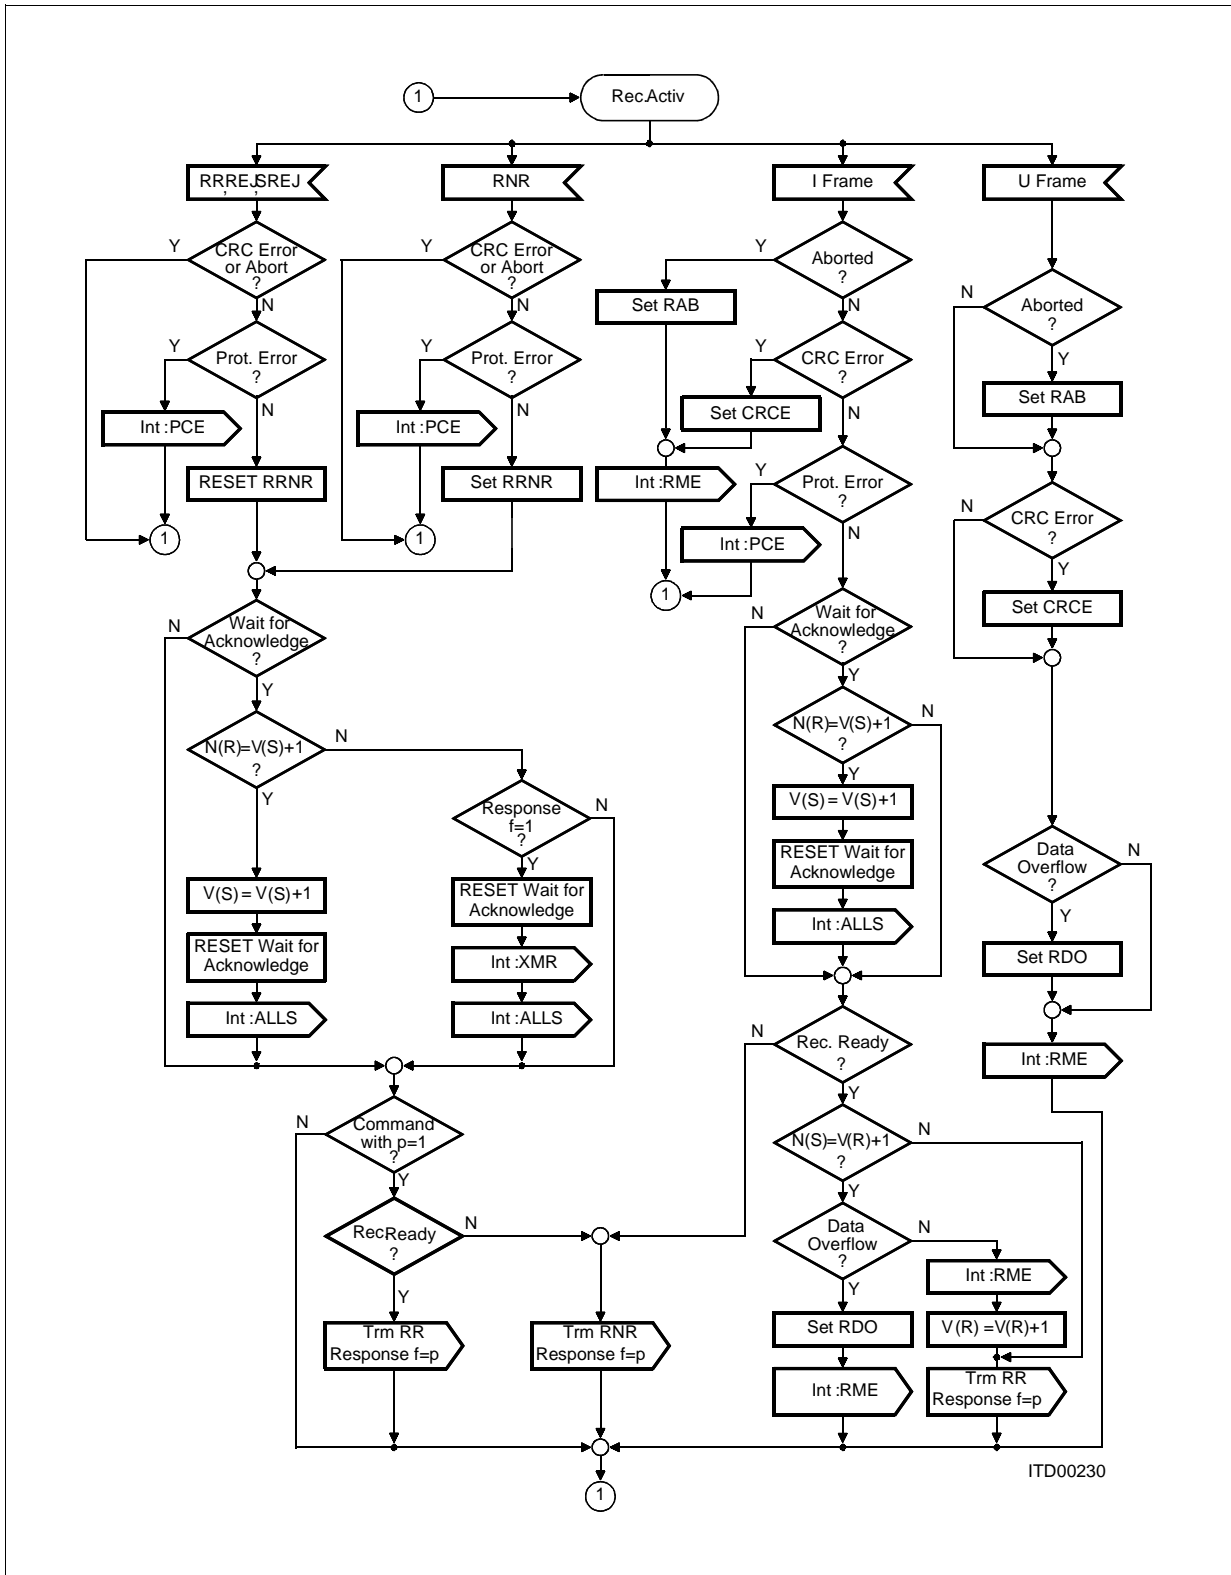 1
Rec.Activ
RR,REJ,SREJ
RNR
I Frame
U Frame
Y
CRC Error
or Abort
?
N
Y
CRC Error
or Abort
?
N
Y
Aborted
?
N
N
Aborted
?
Y
Set RAB
Y
Prot. Error
?
N
Y
Prot. Error
?
N
Y
CRC Error
?
N
Set RAB
Int :PCE
Int :PCE
Set CRCE
RESET RRNR
Set RRNR
Int :RME
Y
Prot. Error
?
N
N
CRC Error
?
Y
1
1
Int :PCE
1
Set CRCE
N
Wait for
Acknowledge
?
Y
N
Wait for
Acknowledge
?
Y
N(R)=V(S)+1
?
N
Y
N(R)=V(S)+1
?
N
Y
Response
f=1
?
N
Y
V(S) = V(S)+1
RESET Wait for
Acknowledge
Int :ALLS
Data
Overflow
?
N
Y
V(S) = V(S)+1
RESET Wait for
Acknowledge
Int :ALLS
RESET Wait for
Acknowledge
Int :XMR
Int :ALLS
Set RDO
Int :RME
N
Rec. Ready
?
Y
N
Command
with p=1
?
Y
N(S)=V(R)+1
?
N
Y
Rec.Ready
?
N
Y
Data
Overflow
?
N
Y
Int :RME
Trm RR
Response f=p
Trm RNR
Response f=p
Set RDO
V(R) =V(R)+1
Int :RME
Trm RR
Response f=p
1
ITD00230